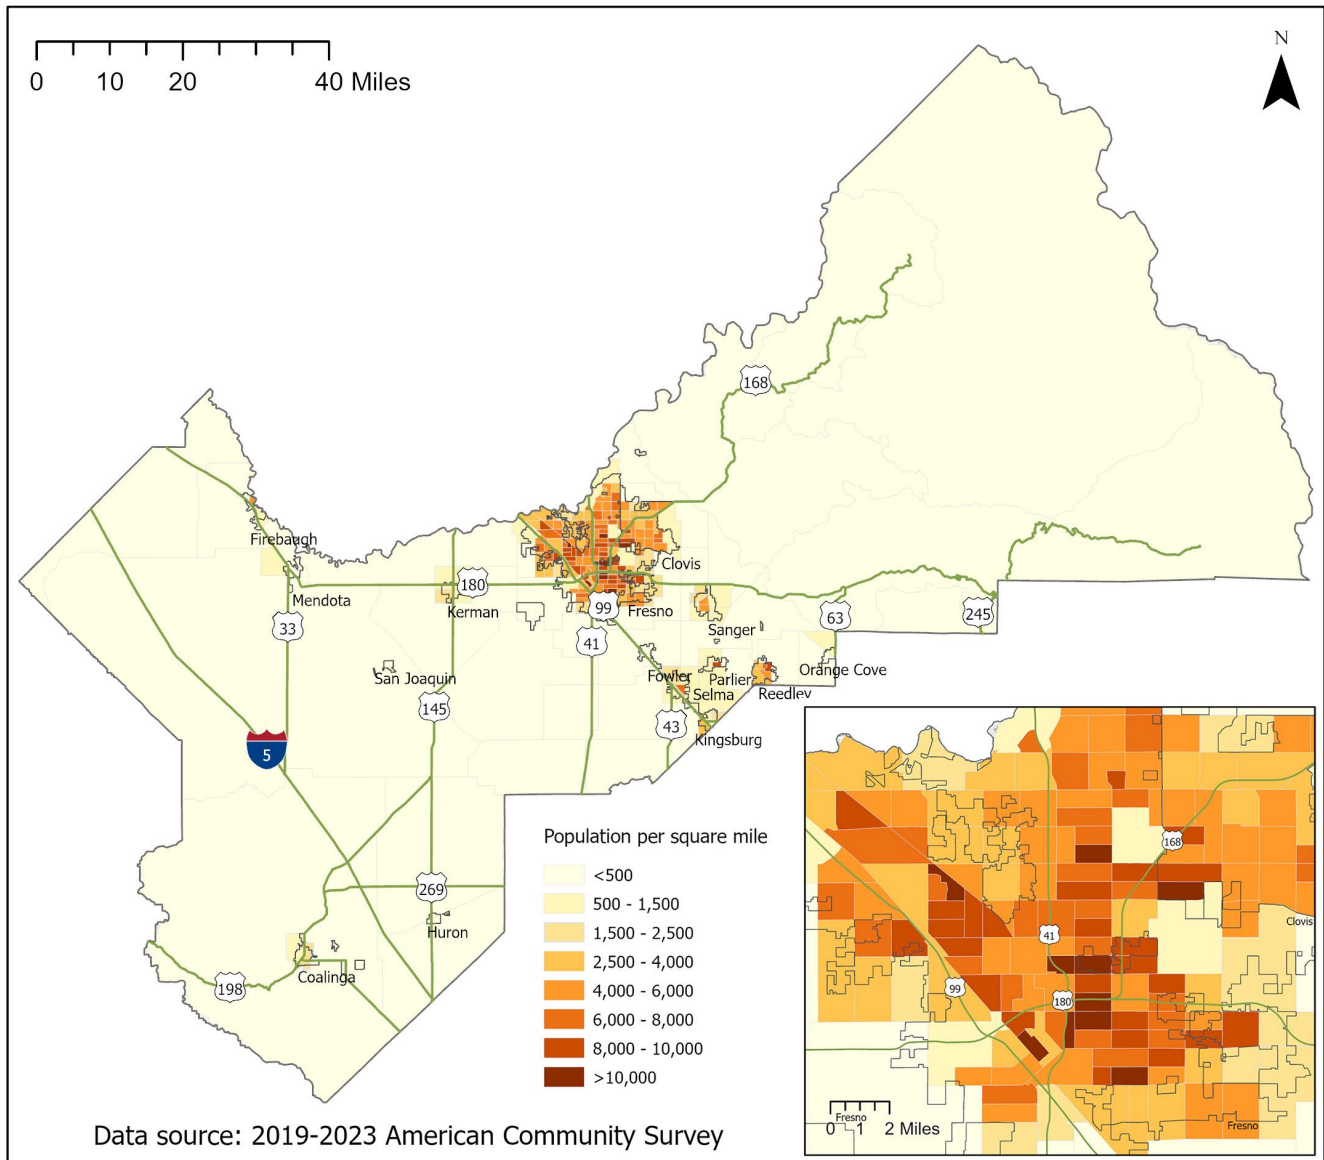 0 10 20 40 Miles
N
168
Firebaugh
Mendota
180
Kerman
Clovis
99
Fresno
33
41
Sanger
63
245
San Joaquin
145
Fowler
Parlier
Selma
Reedley
Orange Cove
43
Kingsburg
5
269
Huron
Coalinga
198
Population per square mile
<500
500 - 1,500
1,500 - 2,500
2,500 - 4,000
4,000 - 6,000
6,000 - 8,000
8,000 - 10,000
>10,000
168
Clovis
41
99
180
Fresno
0 1 2 Miles
Fresno
Data source: 2019-2023 American Community Survey